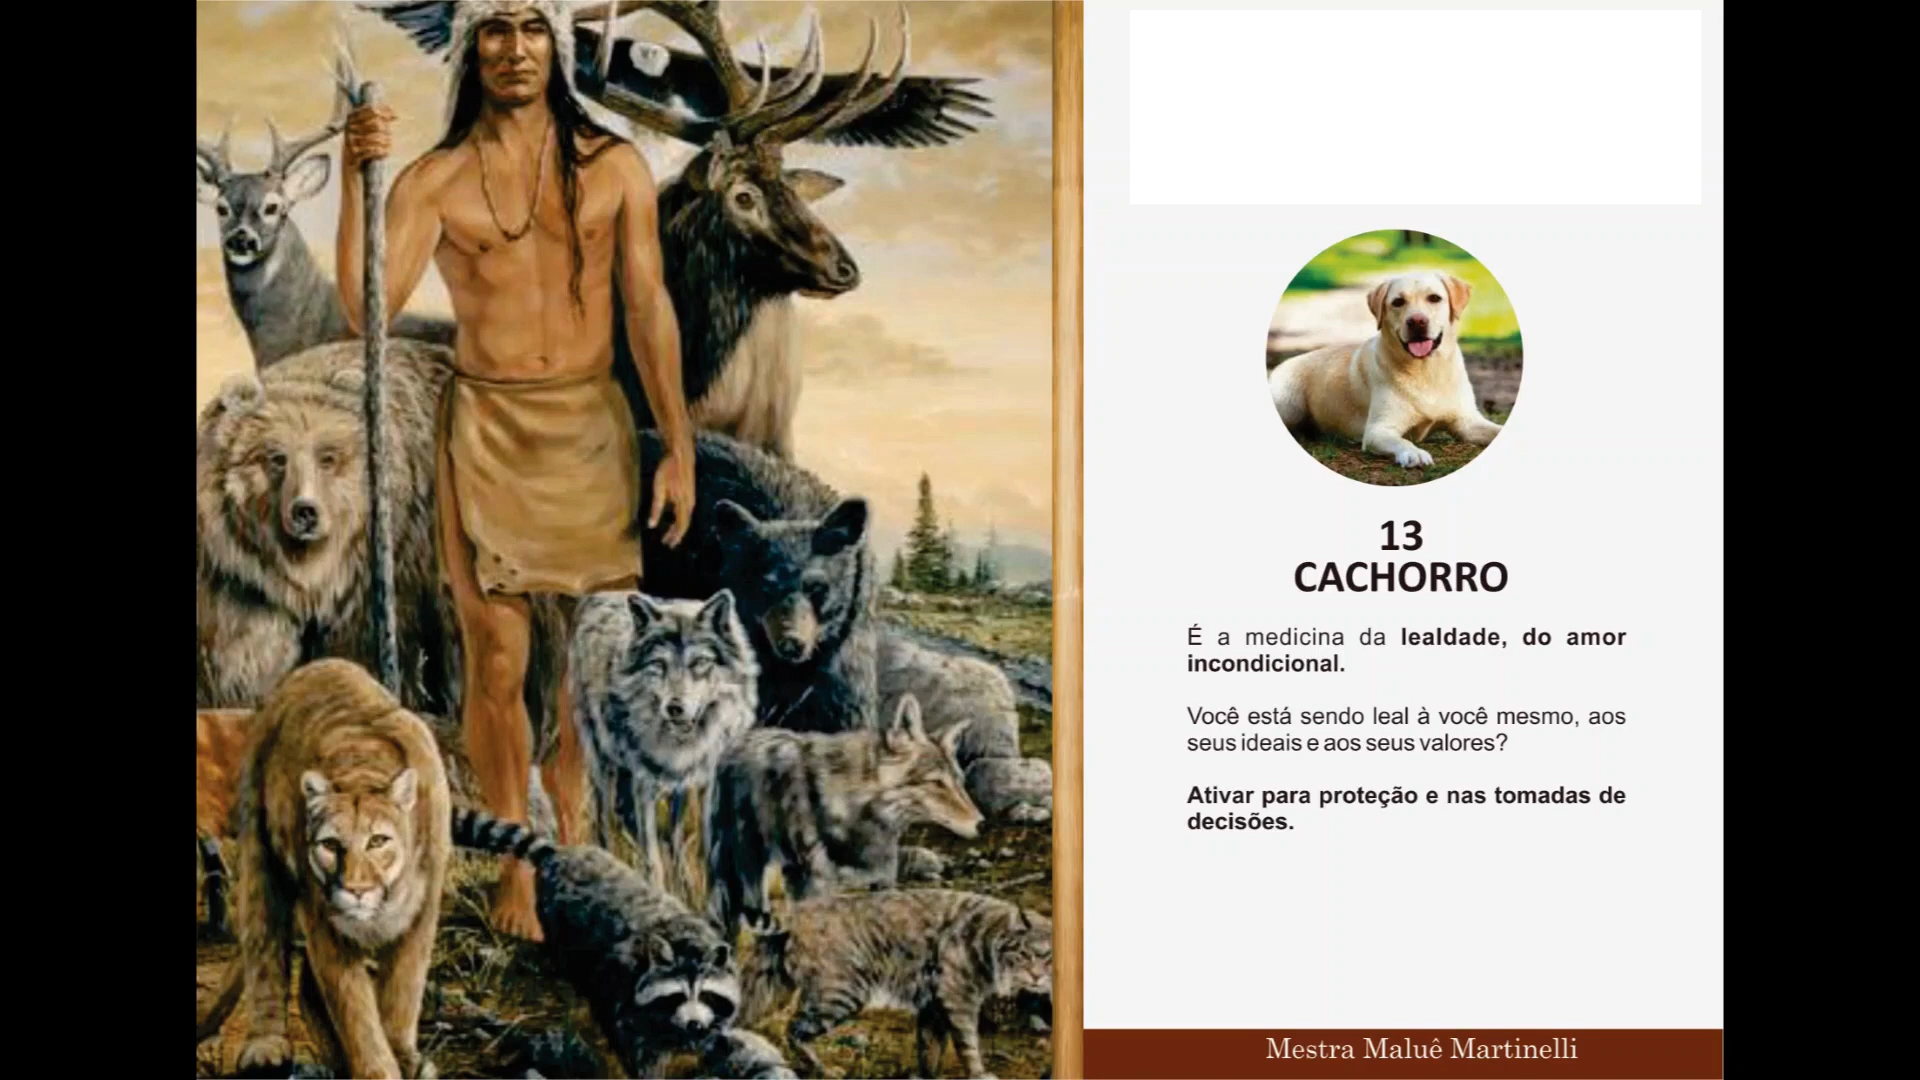 13
CACHORRO
É a medicina da lealdade, do amor
incondicional.
Você está sendo leal à você mesmo, aos
seus ideais e aos seus valores?
Ativar para proteção e nas tomadas de
decisões.
Mestra Maluê Martinelli